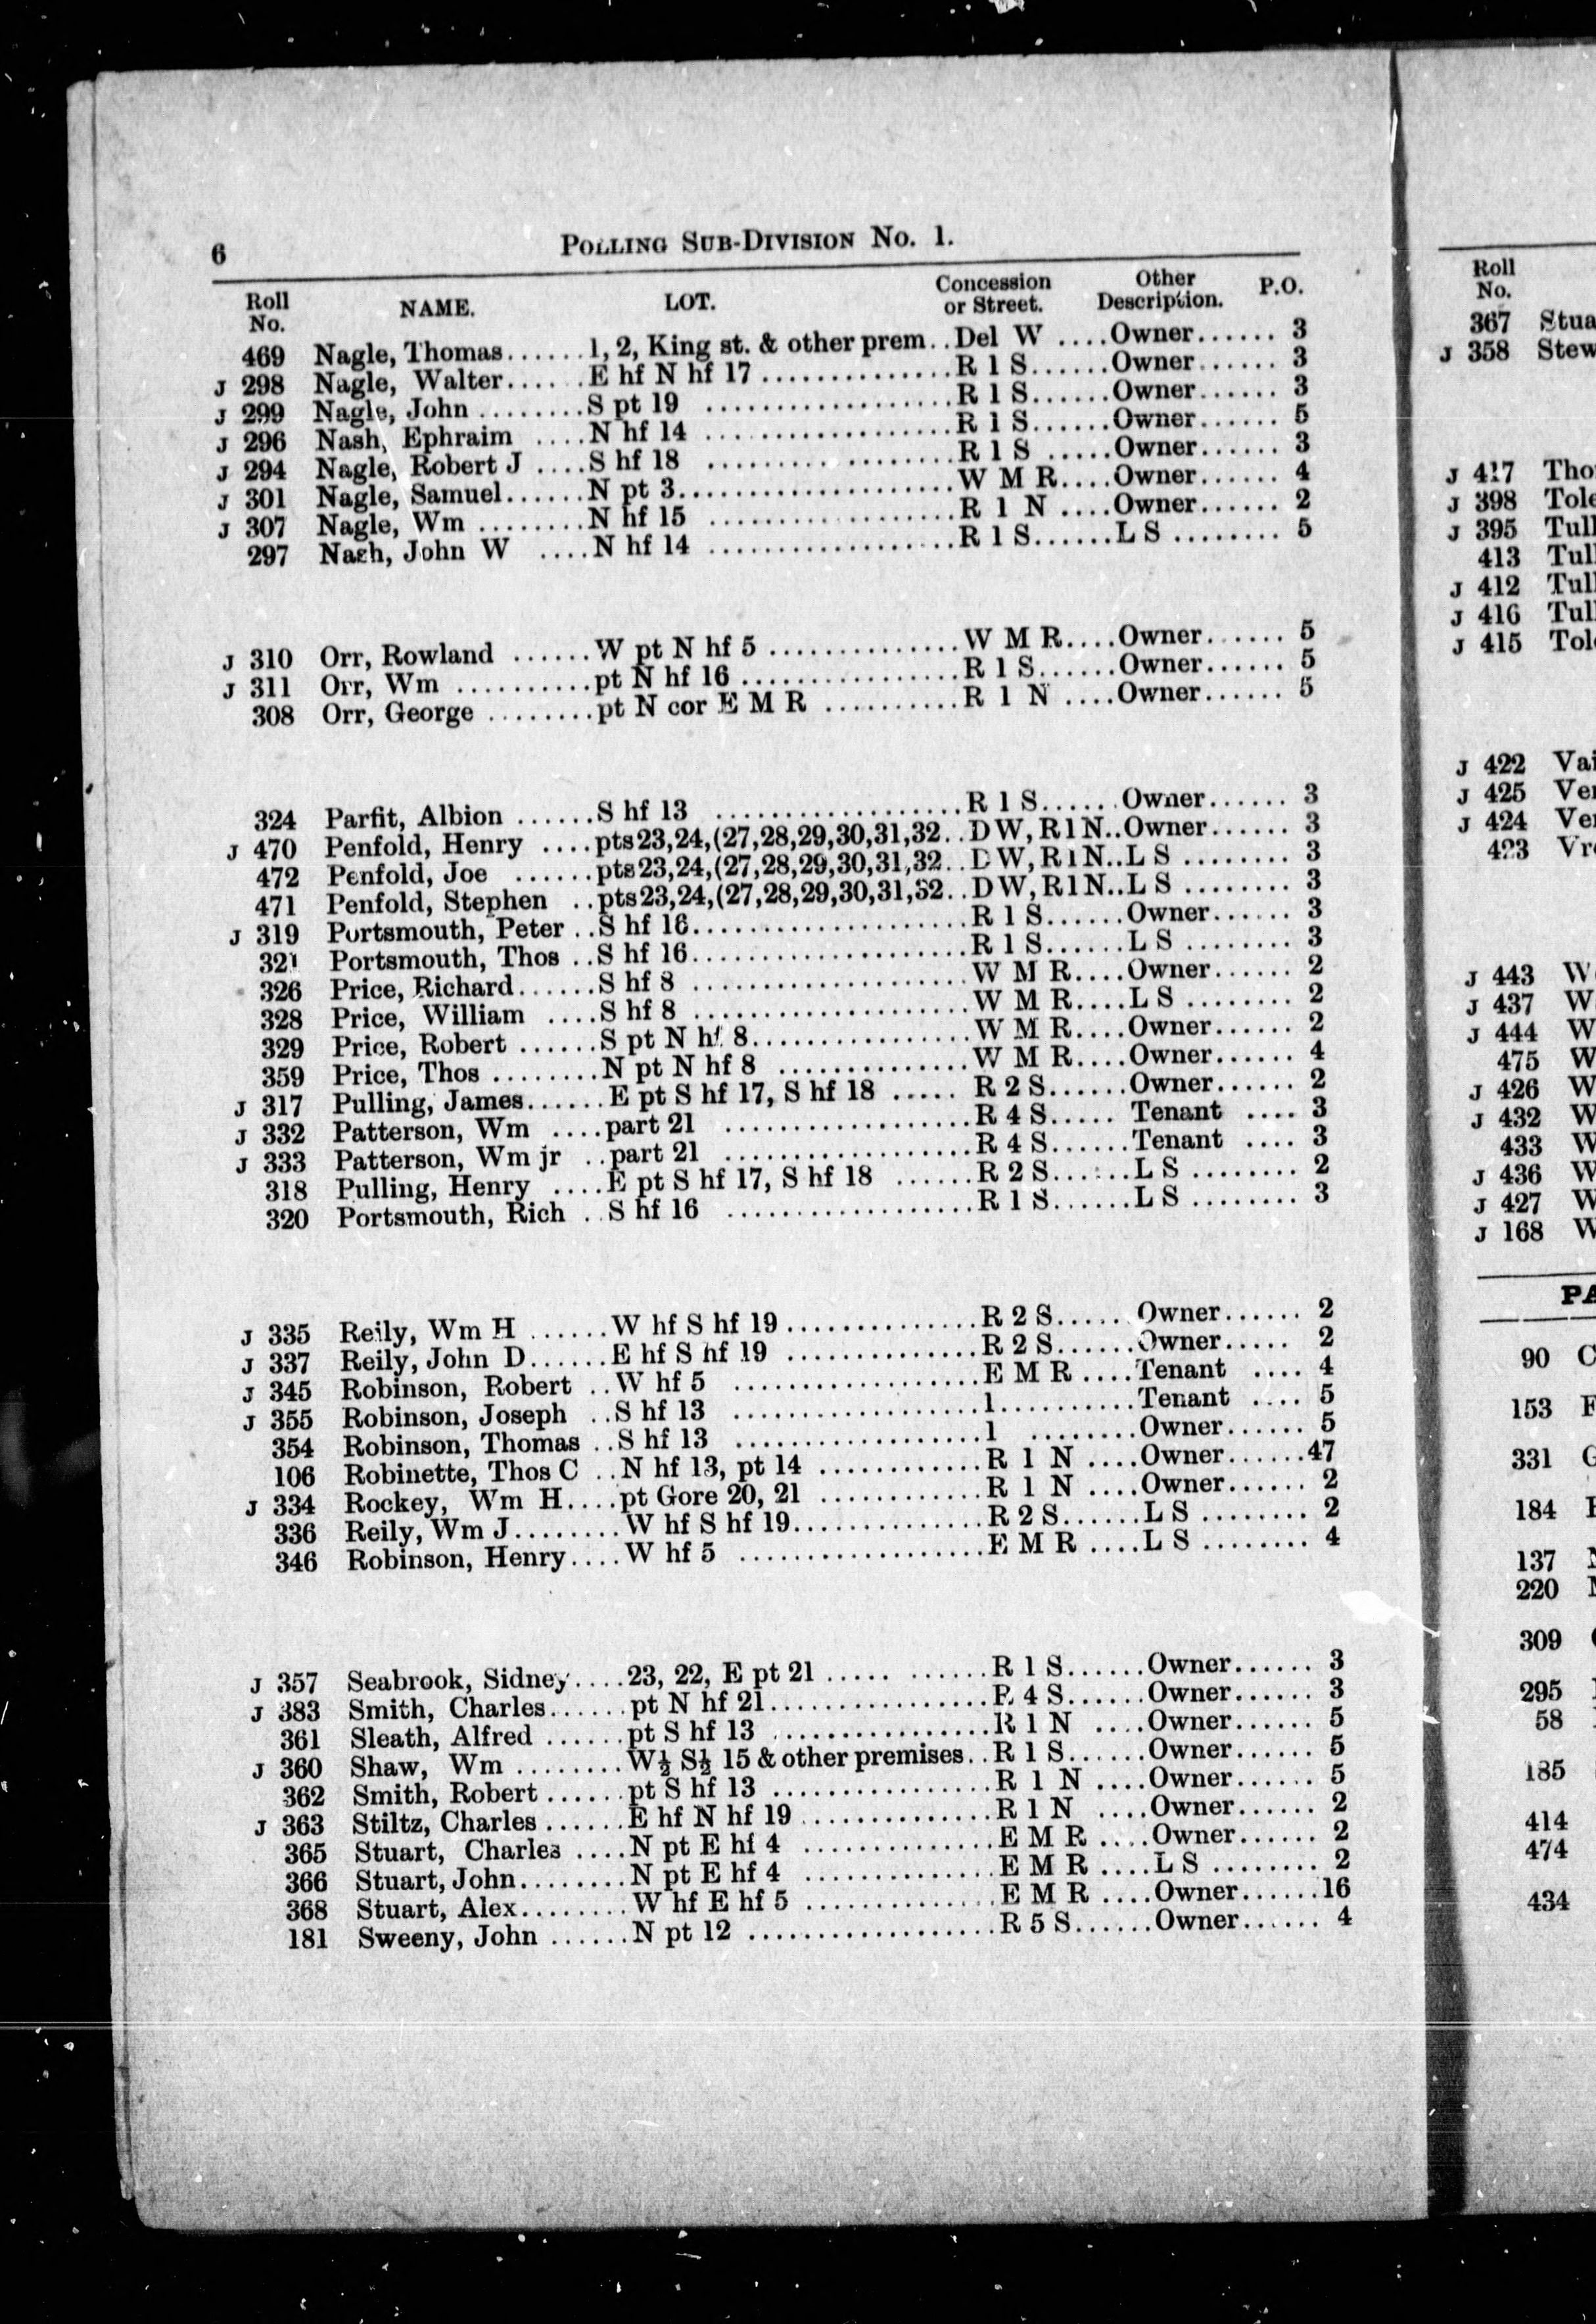 6 POLLING SUB-DIVISION No. 1.
Roll No. NAME. LOT. Concession or Street. Other Description. P.O.
469 Nagle, Thomas......1, 2, King st. & other prem..Del W ....Owner...... 3
J 298 Nagle, Walter......E hf N hf 17...............R 1 S......Owner...... 3
J 299 Nagle, John ........S pt 19 ..................R 1 S......Owner...... 3
J 296 Nash, Ephraim ....N hf 14 ..................R 1 S......Owner...... 5
J 294 Nagle, Robert J ....S hf 18 ..................R 1 S .....Owner...... 3
J 301 Nagle, Samuel......N pt 3....................W M R....Owner...... 4
J 307 Nagle, Wm ........N hf 15 ..................R 1 N ....Owner...... 2
297 Nash, John W ....N hf 14 ..................R 1 S......L S ........ 5
J 310 Orr, Rowland ......W pt N hf 5 ..............W M R....Owner...... 5
J 311 Orr, Wm ..........pt N hf 16................R 1 S......Owner...... 5
308 Orr, George ........pt N cor E M R ..........R 1 N ....Owner...... 5
324 Parfit, Albion ......S hf 13 ..................R 1 S......Owner...... 3
J 470 Penfold, Henry ....pts 23,24,(27,28,29,30,31,32..D W, R 1 N..Owner...... 3
472 Penfold, Joe ......pts 23,24,(27,28,29,30,31,32..D W, R 1 N..L S ........ 3
471 Penfold, Stephen ..pts 23,24,(27,28,29,30,31,32..D W, R 1 N..L S ........ 3
J 319 Portsmouth, Peter..S hf 16....................R 1 S......Owner...... 3
321 Portsmouth, Thos ..S hf 16....................R 1 S......L S ........ 3
326 Price, Richard......S hf 8 ....................W M R....Owner...... 2
328 Price, William ....S hf 8 ....................W M R....L S ........ 2
329 Price, Robert ......S pt N hf 8................W M R....Owner...... 2
359 Price, Thos ........N pt N hf 8 ..............W M R....Owner...... 4
J 317 Pulling, James......E pt S hf 17, S hf 18 ..... R 2 S......Owner...... 2
J 332 Patterson, Wm ....part 21 ..................R 4 S..... Tenant .... 3
J 333 Patterson, Wm jr ..part 21 ..................R 4 S...... Tenant .... 3
318 Pulling, Henry ....E pt S hf 17, S hf 18 ......R 2 S......L S ........ 2
320 Portsmouth, Rich ..S hf 16 ..................R 1 S......L S ........ 3
J 335 Reily, Wm H ......W hf S hf 19..............R 2 S......Owner...... 2
J 337 Reily, John D......E hf S hf 19 ..............R 2 S......Owner..... 2
J 345 Robinson, Robert ..W hf 5 ..................E M R....Tenant .... 4
J 355 Robinson, Joseph ..S hf 13 ..................1..........Tenant .... 5
354 Robinson, Thomas..S hf 13 ..................1 ........Owner...... 5
106 Robinette, Thos C ..N hf 13, pt 14 ............R 1 N ....Owner......47
J 334 Rockey, Wm H....pt Gore 20, 21 ............R 1 N ....Owner...... 2
336 Reily, Wm J........W hf S hf 19..............R 2 S......L S ........ 2
346 Robinson, Henry....W hf 5 ..................E M R ....L S ........ 4
J 357 Seabrook, Sidney....23, 22, E pt 21 ..... ......R 1 S......Owner...... 3
J 383 Smith, Charles......pt N hf 21................R 4 S......Owner...... 3
361 Sleath, Alfred ......pt S hf 13 ................R 1 N ....Owner...... 5
J 360 Shaw, Wm ........W½ S½ 15 & other premises..R 1 S......Owner...... 5
362 Smith, Robert ......pt S hf 13 ................R 1 N ....Owner...... 5
J 363 Stiltz, Charles ......E hf N hf 19..............R 1 N ....Owner...... 2
365 Stuart, Charles ....N pt E hf 4 ..............E M R ....Owner...... 2
366 Stuart, John........N pt E hf 4 ..............E M R ....L S ........ 2
368 Stuart, Alex........W hf E hf 5 ..............E M R ....Owner......16
181 Sweeny, John ......N pt 12 ..................R 5 S......Owner...... 4
Roll No.
367 Stua
J 358 Stew
J 417 Tho
J 398 Tole
J 395 Tull
413 Tull
J 412 Tull
J 416 Tull
J 415 Tol
J 422 Vai
J 425 Ve
J 424 Ve
423 Vr
J 443 W
J 437 W
J 444 W
475 W
J 426 W
J 432 W
433 W
J 436 W
J 427 W
J 168 W
PA
90 C
153
331 G
184
137
220
309
295
58
185
414
474
434